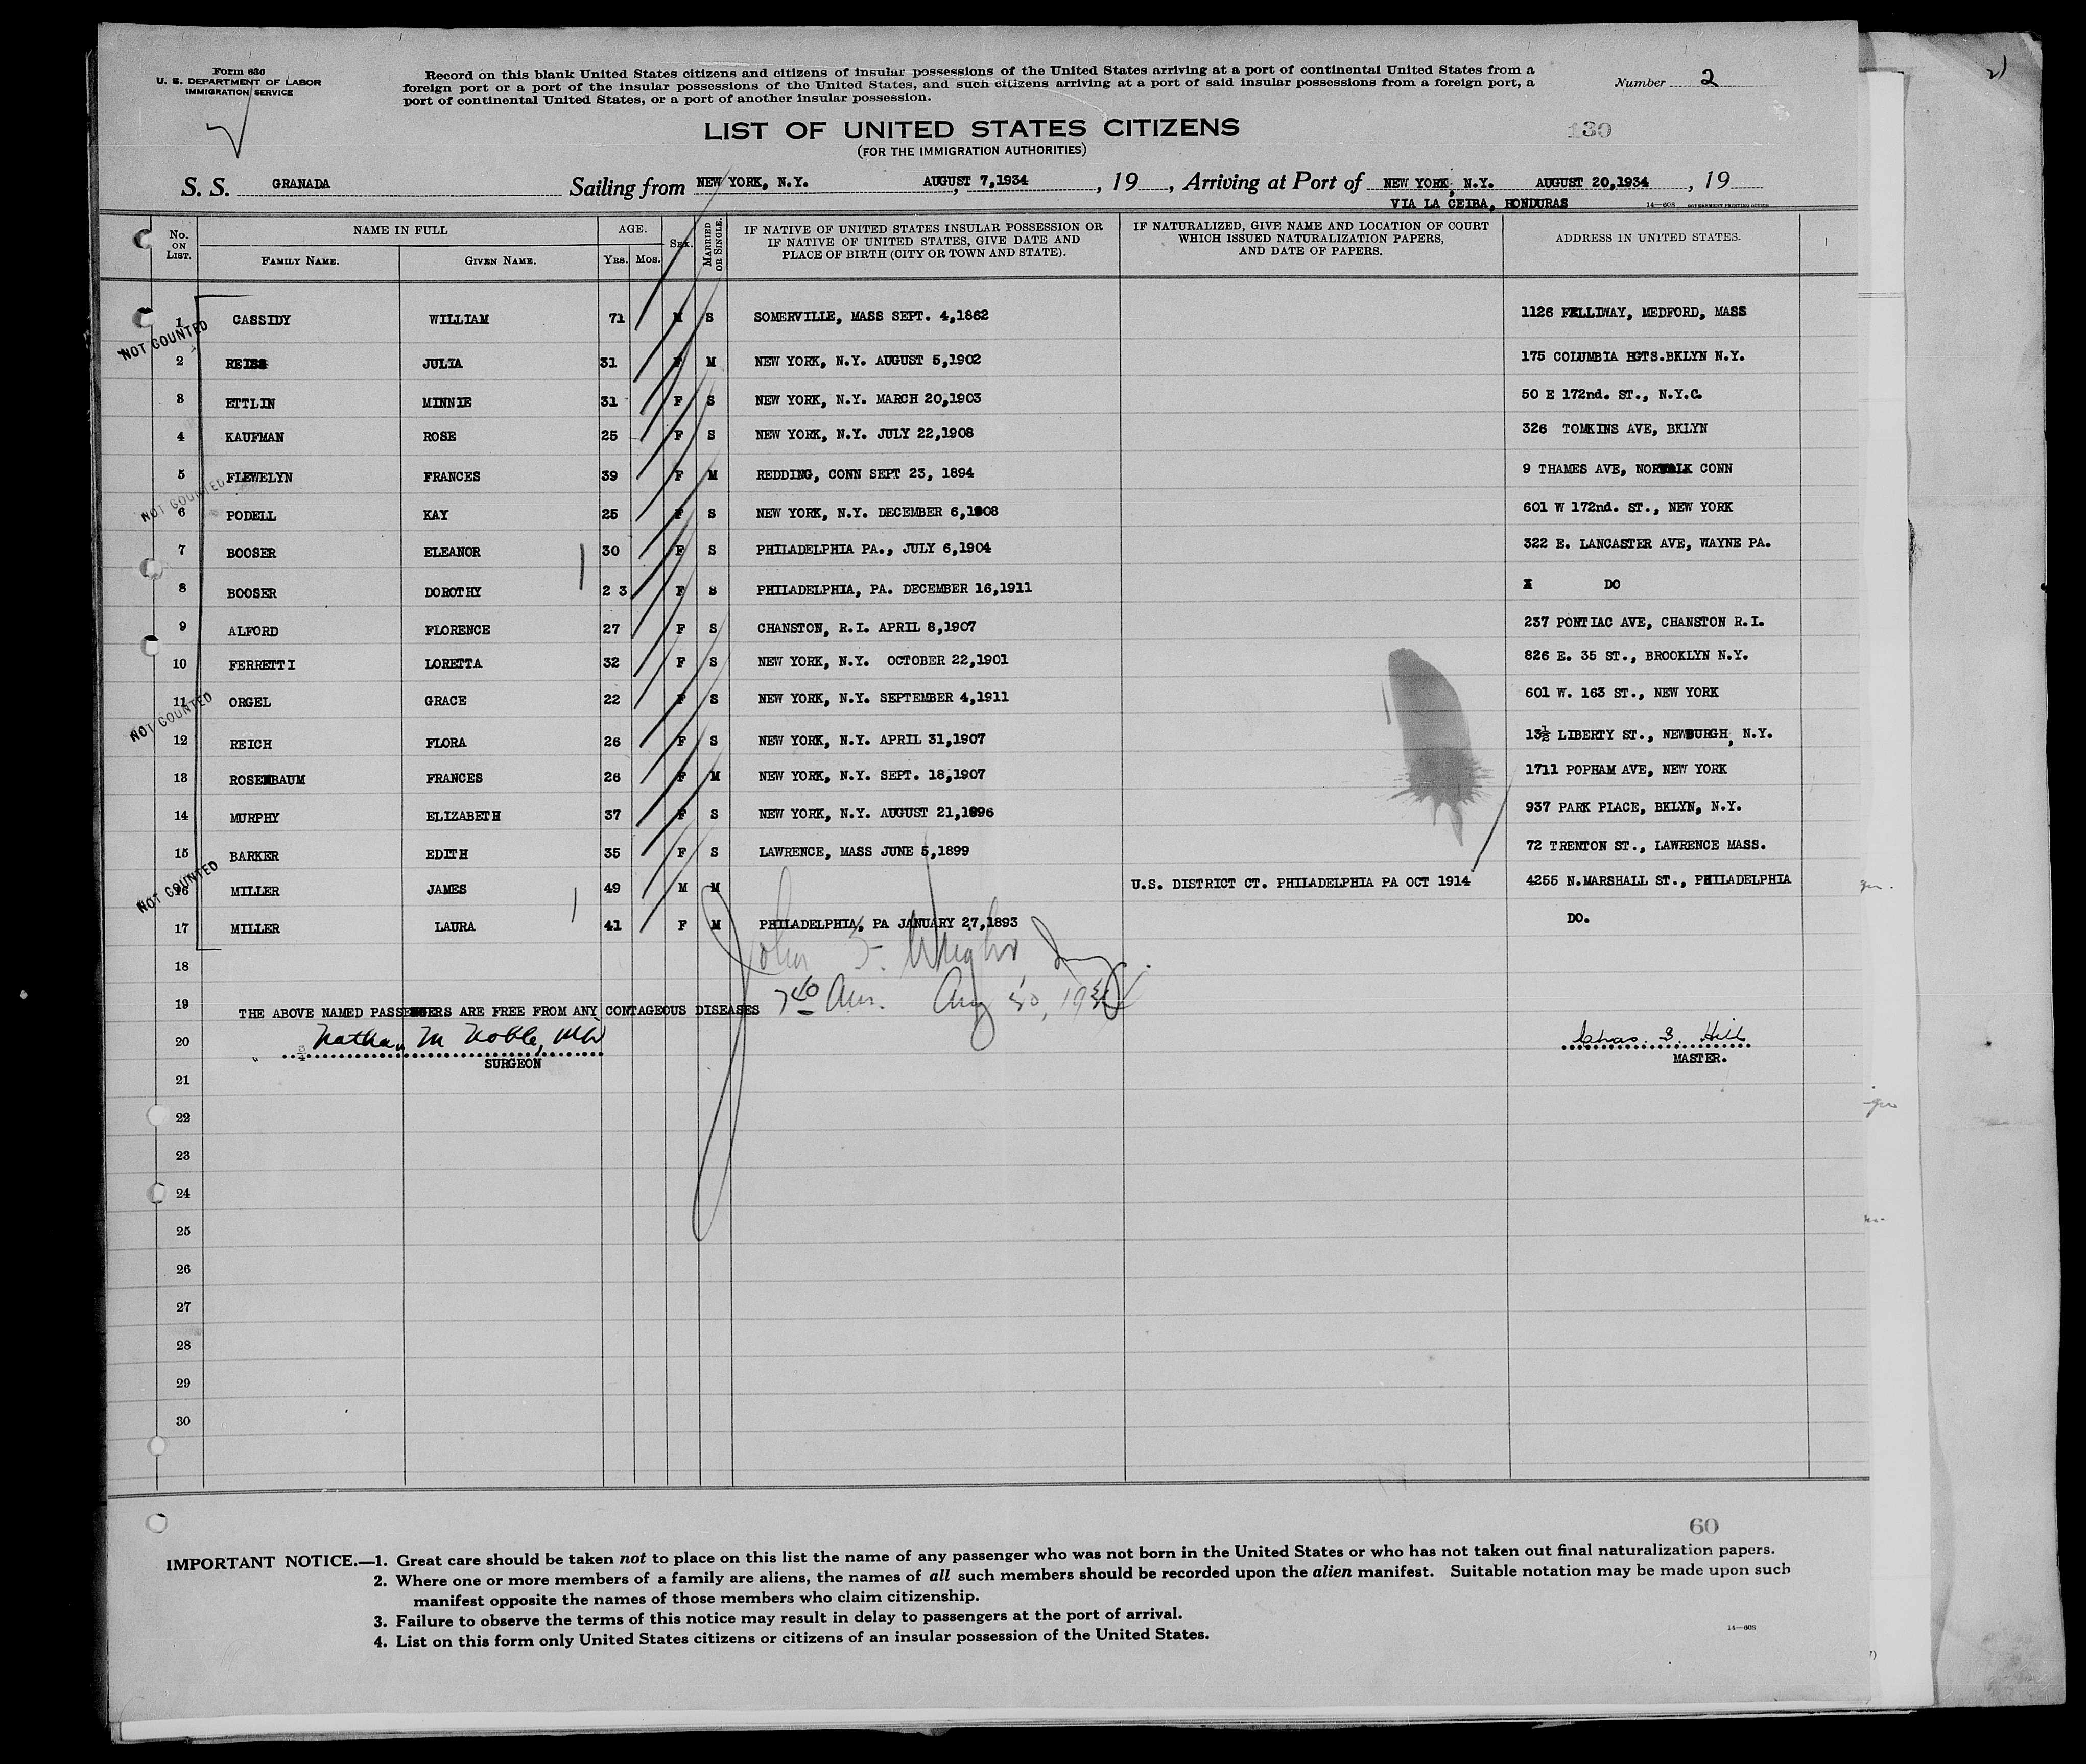 Form 630
U. S. DEPARTMENT OF LABOR
IMMIGRATION SERVICE
Record on this blank United States citizens and citizens of insular possessions of the United States arriving at a port of continental United States from a
foreign port or a port of the insular possessions of the United States, and such citizens arriving at a port of said insular possessions from a foreign port, a
port of continental United States, or a port of another insular possession.
Number 2
LIST OF UNITED STATES CITIZENS
(FOR THE IMMIGRATION AUTHORITIES)
130
S. S. GRANADA Sailing from NEW YORK, N.Y. AUGUST 7,1934, 19 , Arriving at Port of NEW YORK, N.Y. AUGUST 20,1934, 19
VIA LA CEIBA, HONDURAS
No. ON LIST. NAME IN FULL AGE. SEX. MARRIED OR SINGLE. IF NATIVE OF UNITED STATES INSULAR POSSESSION OR IF NATIVE OF UNITED STATES, GIVE DATE AND PLACE OF BIRTH (CITY OR TOWN AND STATE). IF NATURALIZED, GIVE NAME AND LOCATION OF COURT WHICH ISSUED NATURALIZATION PAPERS, AND DATE OF PAPERS. ADDRESS IN UNITED STATES.
FAMILY NAME. GIVEN NAME. YRS. MOS.
1 CASSIDY WILLIAM 71 M S SOMERVILLE, MASS SEPT. 4,1862 1126 FELLIWAY, MEDFORD, MASS
NOT COUNTED
2 REISS JULIA 31 F M NEW YORK, N.Y. AUGUST 5,1902 175 COLUMBIA HGTS.BKLYN N.Y.
3 ETTLIN MINNIE 31 F S NEW YORK, N.Y. MARCH 20,1903 50 E 172nd. ST., N.Y.C.
4 KAUFMAN ROSE 25 F S NEW YORK, N.Y. JULY 22,1908 326 TOMKINS AVE, BKLYN
5 FLEWELYN FRANCES 39 F M REDDING, CONN SEPT 23, 1894 9 THAMES AVE, NORWALK CONN
NOT COUNTED
6 PODELL KAY 25 F S NEW YORK, N.Y. DECEMBER 6,1908 601 W 172nd. ST., NEW YORK
7 BOOSER ELEANOR 30 F S PHILADELPHIA PA., JULY 6,1904 322 E. LANCASTER AVE, WAYNE PA.
8 BOOSER DOROTHY 2 3 F S PHILADELPHIA, PA. DECEMBER 16,1911 DO
9 ALFORD FLORENCE 27 F S CHANSTON, R.I. APRIL 8,1907 237 PONTIAC AVE, CHANSTON R.I.
10 FERRETTI LORETTA 32 F S NEW YORK, N.Y. OCTOBER 22,1901 826 E. 35 ST., BROOKLYN N.Y.
11 ORGEL GRACE 22 F S NEW YORK, N.Y. SEPTEMBER 4,1911 601 W. 163 ST., NEW YORK
NOT COUNTED
12 REICH FLORA 26 F S NEW YORK, N.Y. APRIL 31,1907 13½ LIBERTY ST., NEWBURGH, N.Y.
13 ROSENBAUM FRANCES 26 F M NEW YORK, N.Y. SEPT. 18,1907 1711 POPHAM AVE, NEW YORK
14 MURPHY ELIZABETH 37 F S NEW YORK, N.Y. AUGUST 21,1896 937 PARK PLACE, BKLYN, N.Y.
15 BARKER EDITH 35 F S LAWRENCE, MASS JUNE 5,1899 72 TRENTON ST., LAWRENCE MASS.
NOT COUNTED
16 MILLER JAMES 49 M M U.S. DISTRICT CT. PHILADELPHIA PA OCT 1914 4255 N.MARSHALL ST., PHILADELPHIA
17 MILLER LAURA 41 F M PHILADELPHIA, PA JANUARY 27,1893 DO.
18
John Wright
19 THE ABOVE NAMED PASSENGERS ARE FREE FROM ANY CONTAGEOUS DISEASES
Aug 20, 1934
20 Nathan M Noble, MD Chas. Hill
SURGEON MASTER.
21
22
23
24
25
26
27
28
29
30
60
IMPORTANT NOTICE.—1. Great care should be taken not to place on this list the name of any passenger who was not born in the United States or who has not taken out final naturalization papers.
2. Where one or more members of a family are aliens, the names of all such members should be recorded upon the alien manifest. Suitable notation may be made upon such
manifest opposite the names of those members who claim citizenship.
3. Failure to observe the terms of this notice may result in delay to passengers at the port of arrival.
4. List on this form only United States citizens or citizens of an insular possession of the United States.
14—608